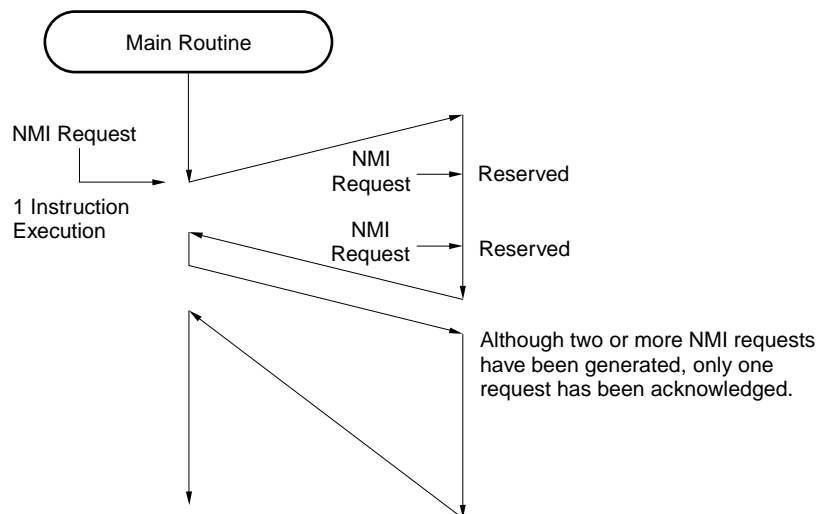 Main Routine
NMI Request
1 Instruction
Execution
NMI
Request
Reserved
NMI
Request
Reserved
Although two or more NMI requests
have been generated, only one
request has been acknowledged.